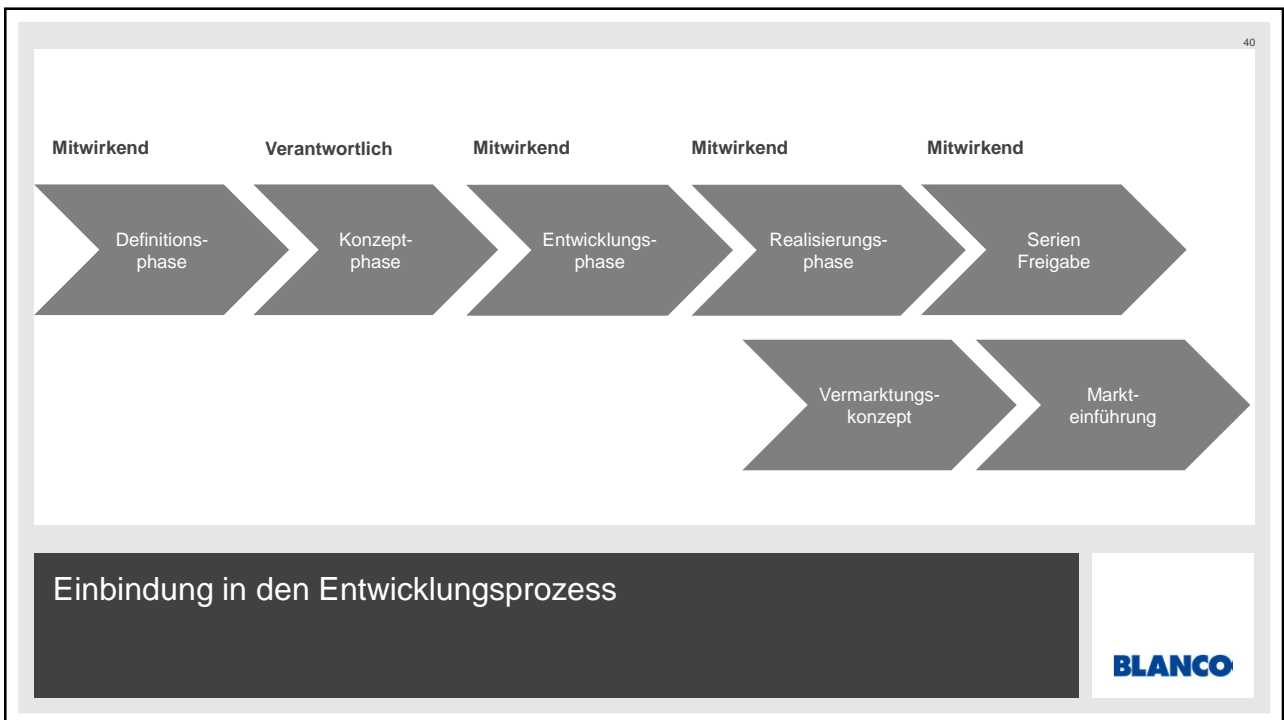 40
Mitwirkend
Verantwortlich
Mitwirkend
Mitwirkend
Mitwirkend
Definitions-
phase
Konzept-
phase
Entwicklungs-
phase
Realisierungs-
phase
Serien
Freigabe
Vermarktungs-
konzept
Markt-
einführung
Einbindung in den Entwicklungsprozess
BLANCO